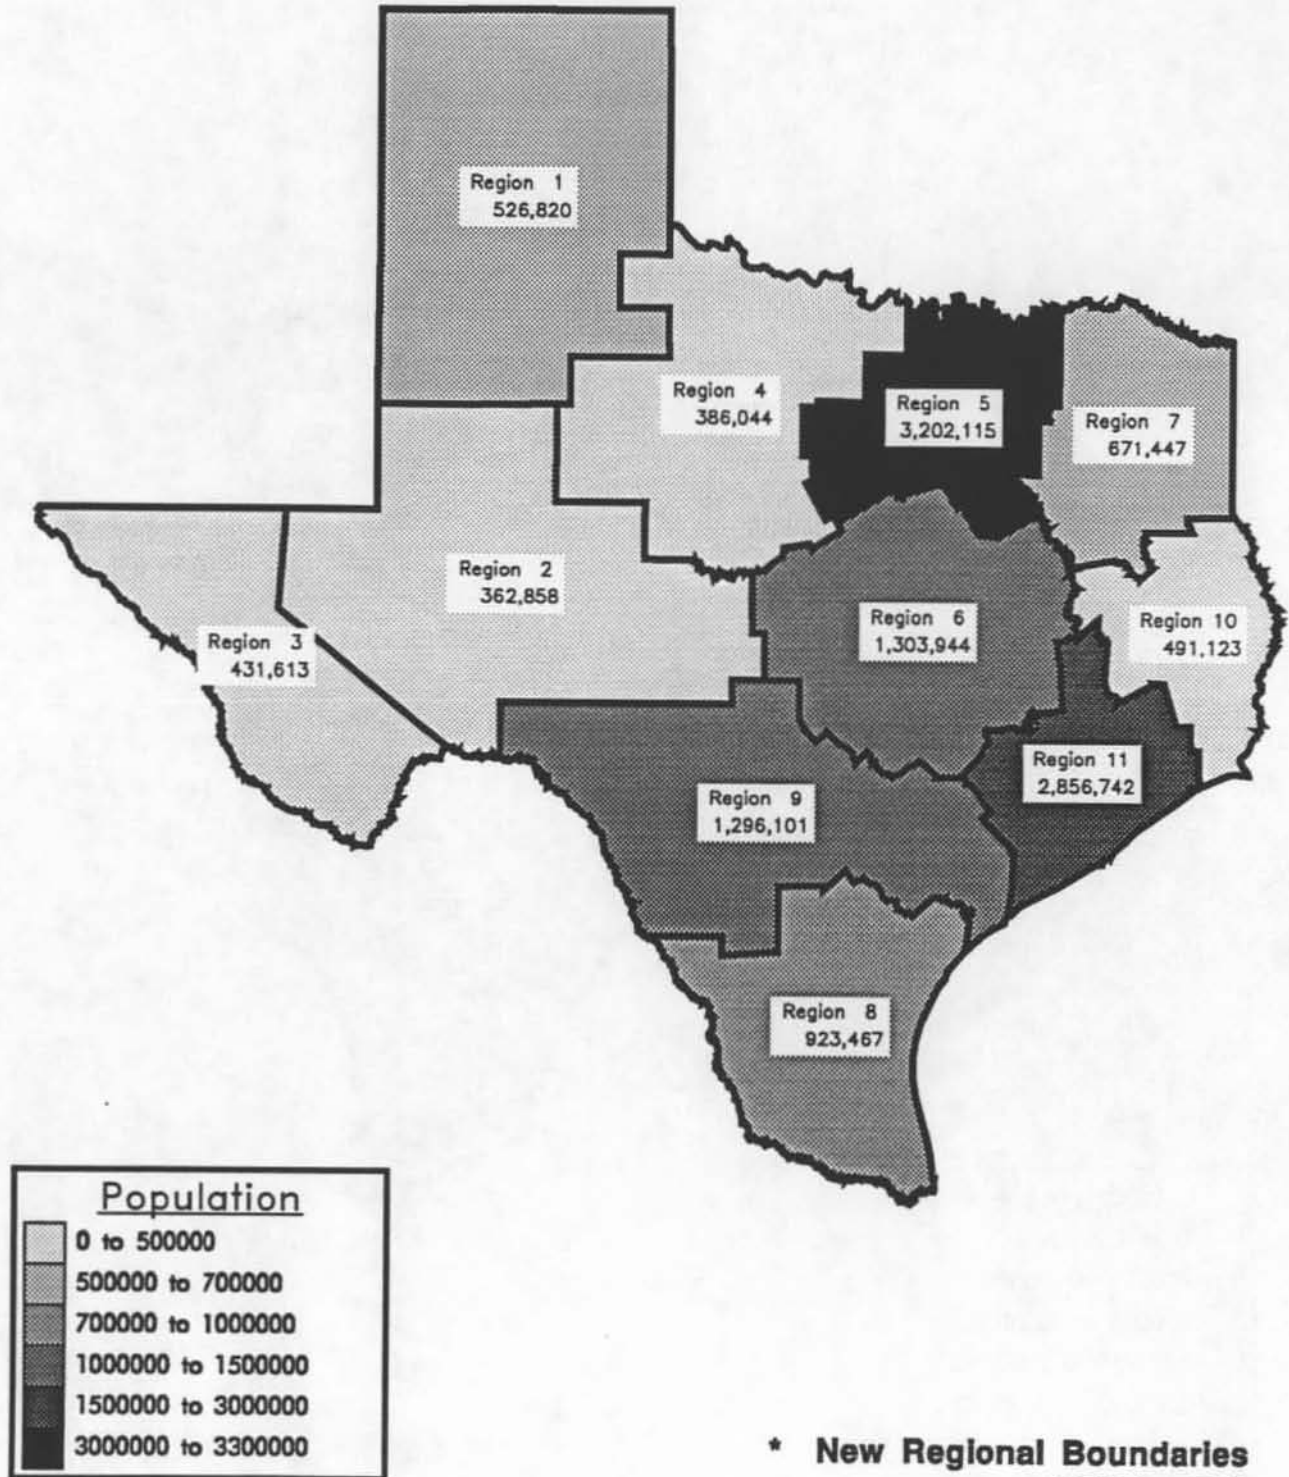 Region 1
526,820
Region 4
386,044
Region 5
3,202,115
Region 7
671,447
Region 2
362,858
Region 3
431,613
Region 6
1,303,944
Region 10
491,123
Region 11
2,856,742
Region 9
1,296,101
Region 8
923,467
Population
0 to 500000
500000 to 700000
700000 to 1000000
1000000 to 1500000
1500000 to 3000000
3000000 to 3300000
* New Regional Boundaries